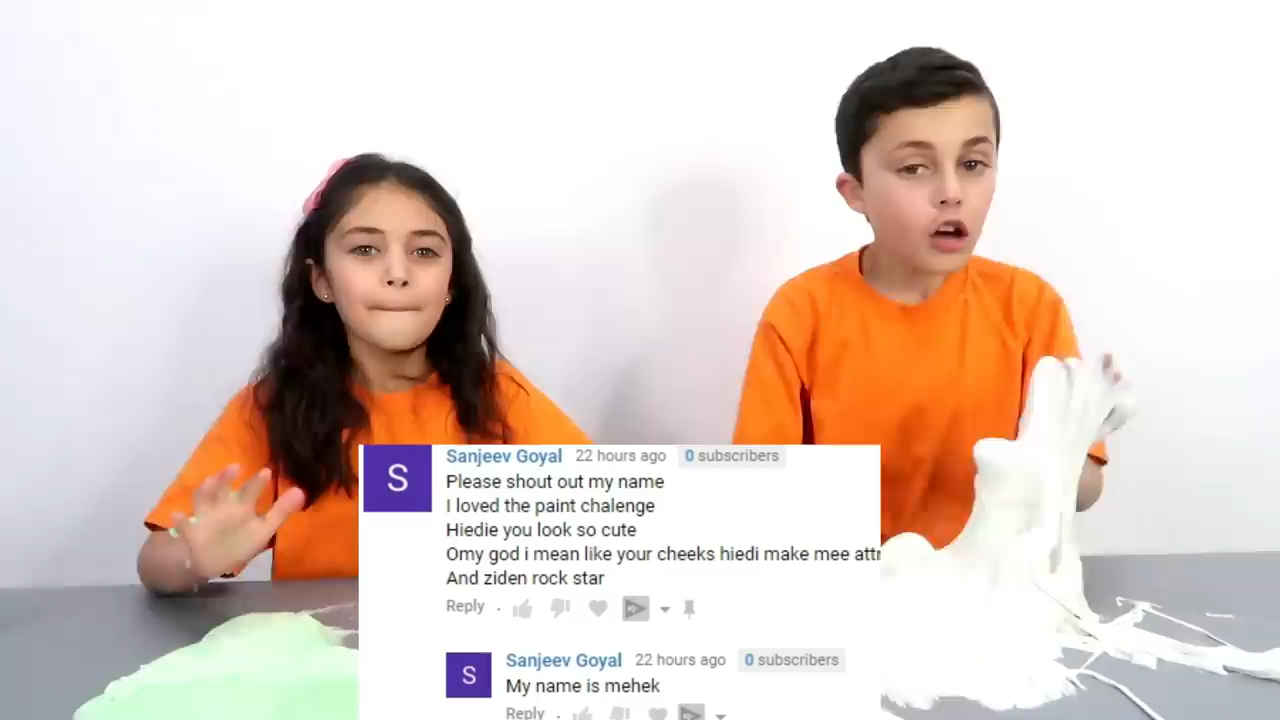 S
Sanjeev Goyal 22 hours ago 0 subscribers
Please shout out my name
I loved the paint chalenge
Hiedie you look so cute
Omy god i mean like your cheeks hiedi make mee attr
And ziden rock star
Reply
S
Sanjeev Goyal 22 hours ago 0 subscribers
My name is mehek
Reply